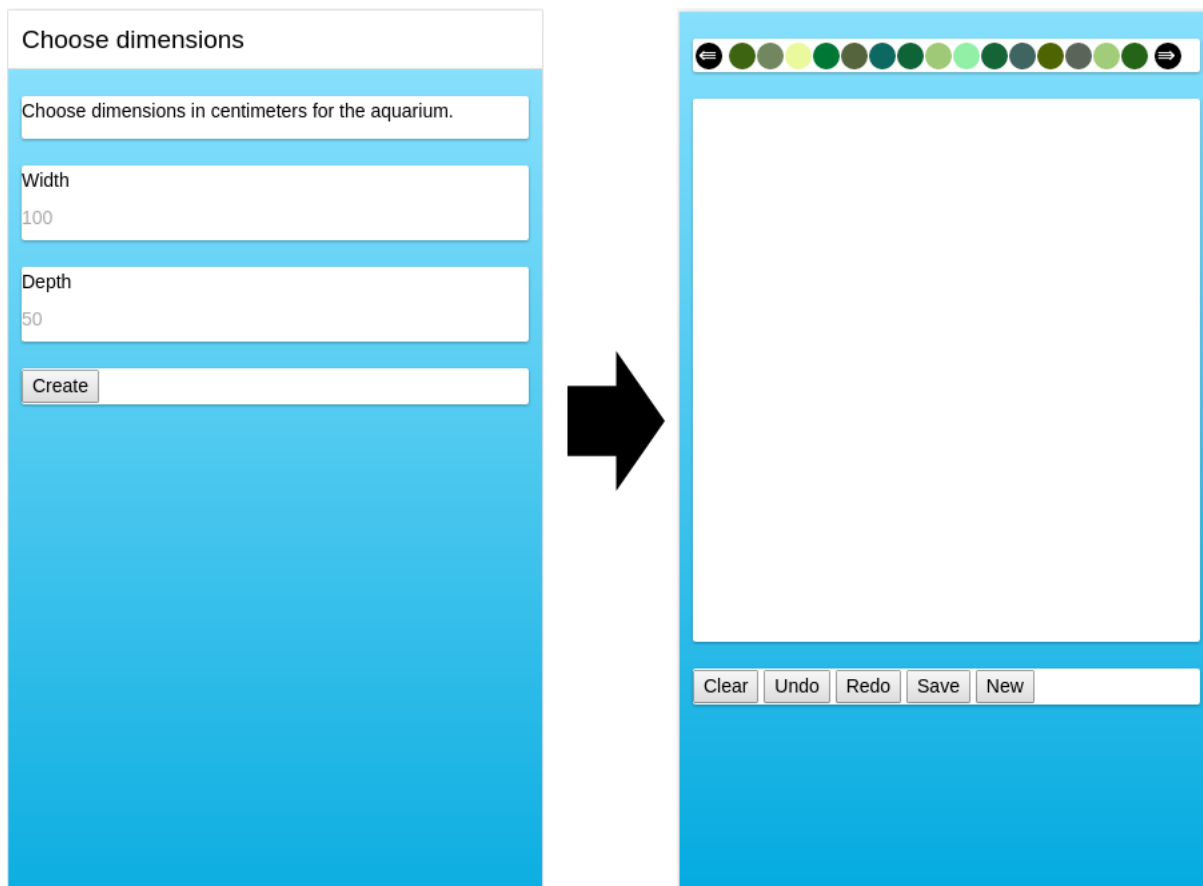 Choose dimensions
Choose dimensions in centimeters for the aquarium.
Width
100
Depth
50
Create
Clear Undo Redo Save New